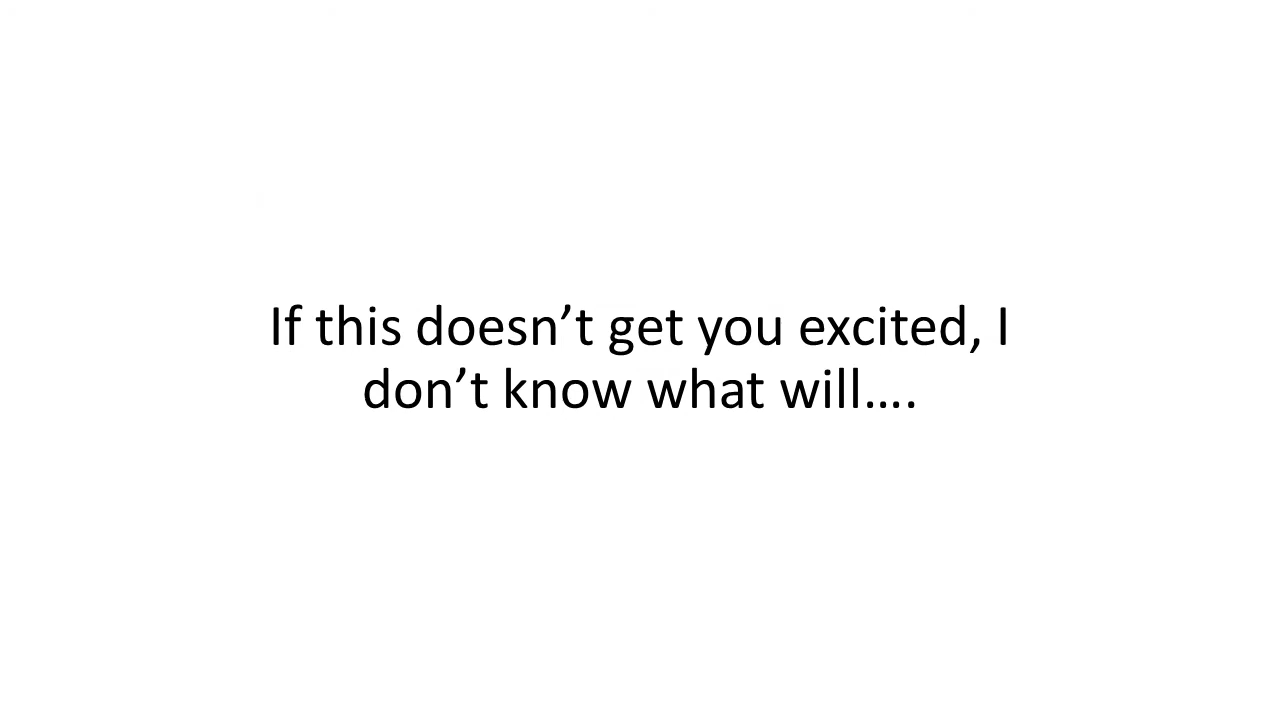 If this doesn’t get you excited, I
don’t know what will….